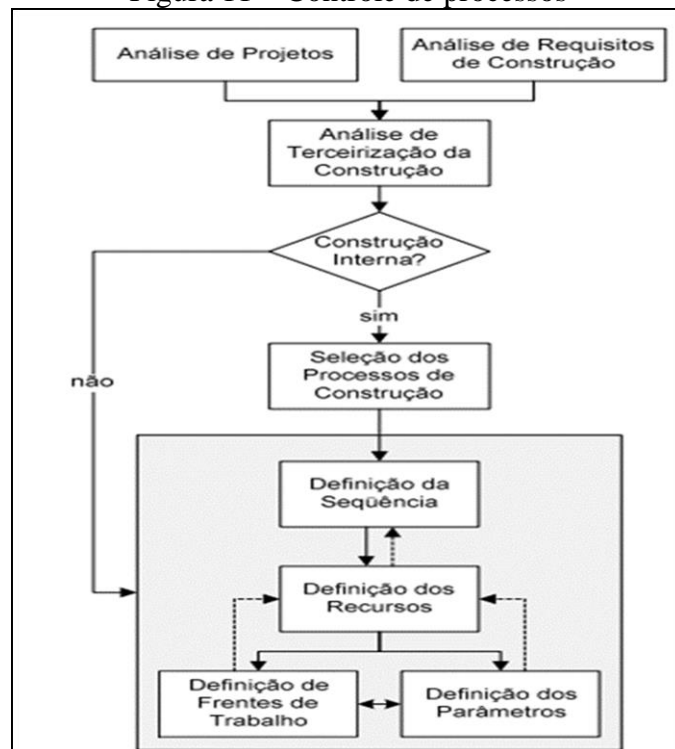 Figura 11 – Controle de processos
Análise de Projetos
Análise de Requisitos
de Construção
Análise de
Terceirização da
Construção
Construção
Interna?
sim
não
Seleção dos
Processos de
Construção
Definição da
Seqüência
Definição dos
Recursos
Definição de
Frentes de
Trabalho
Definição dos
Parâmetros